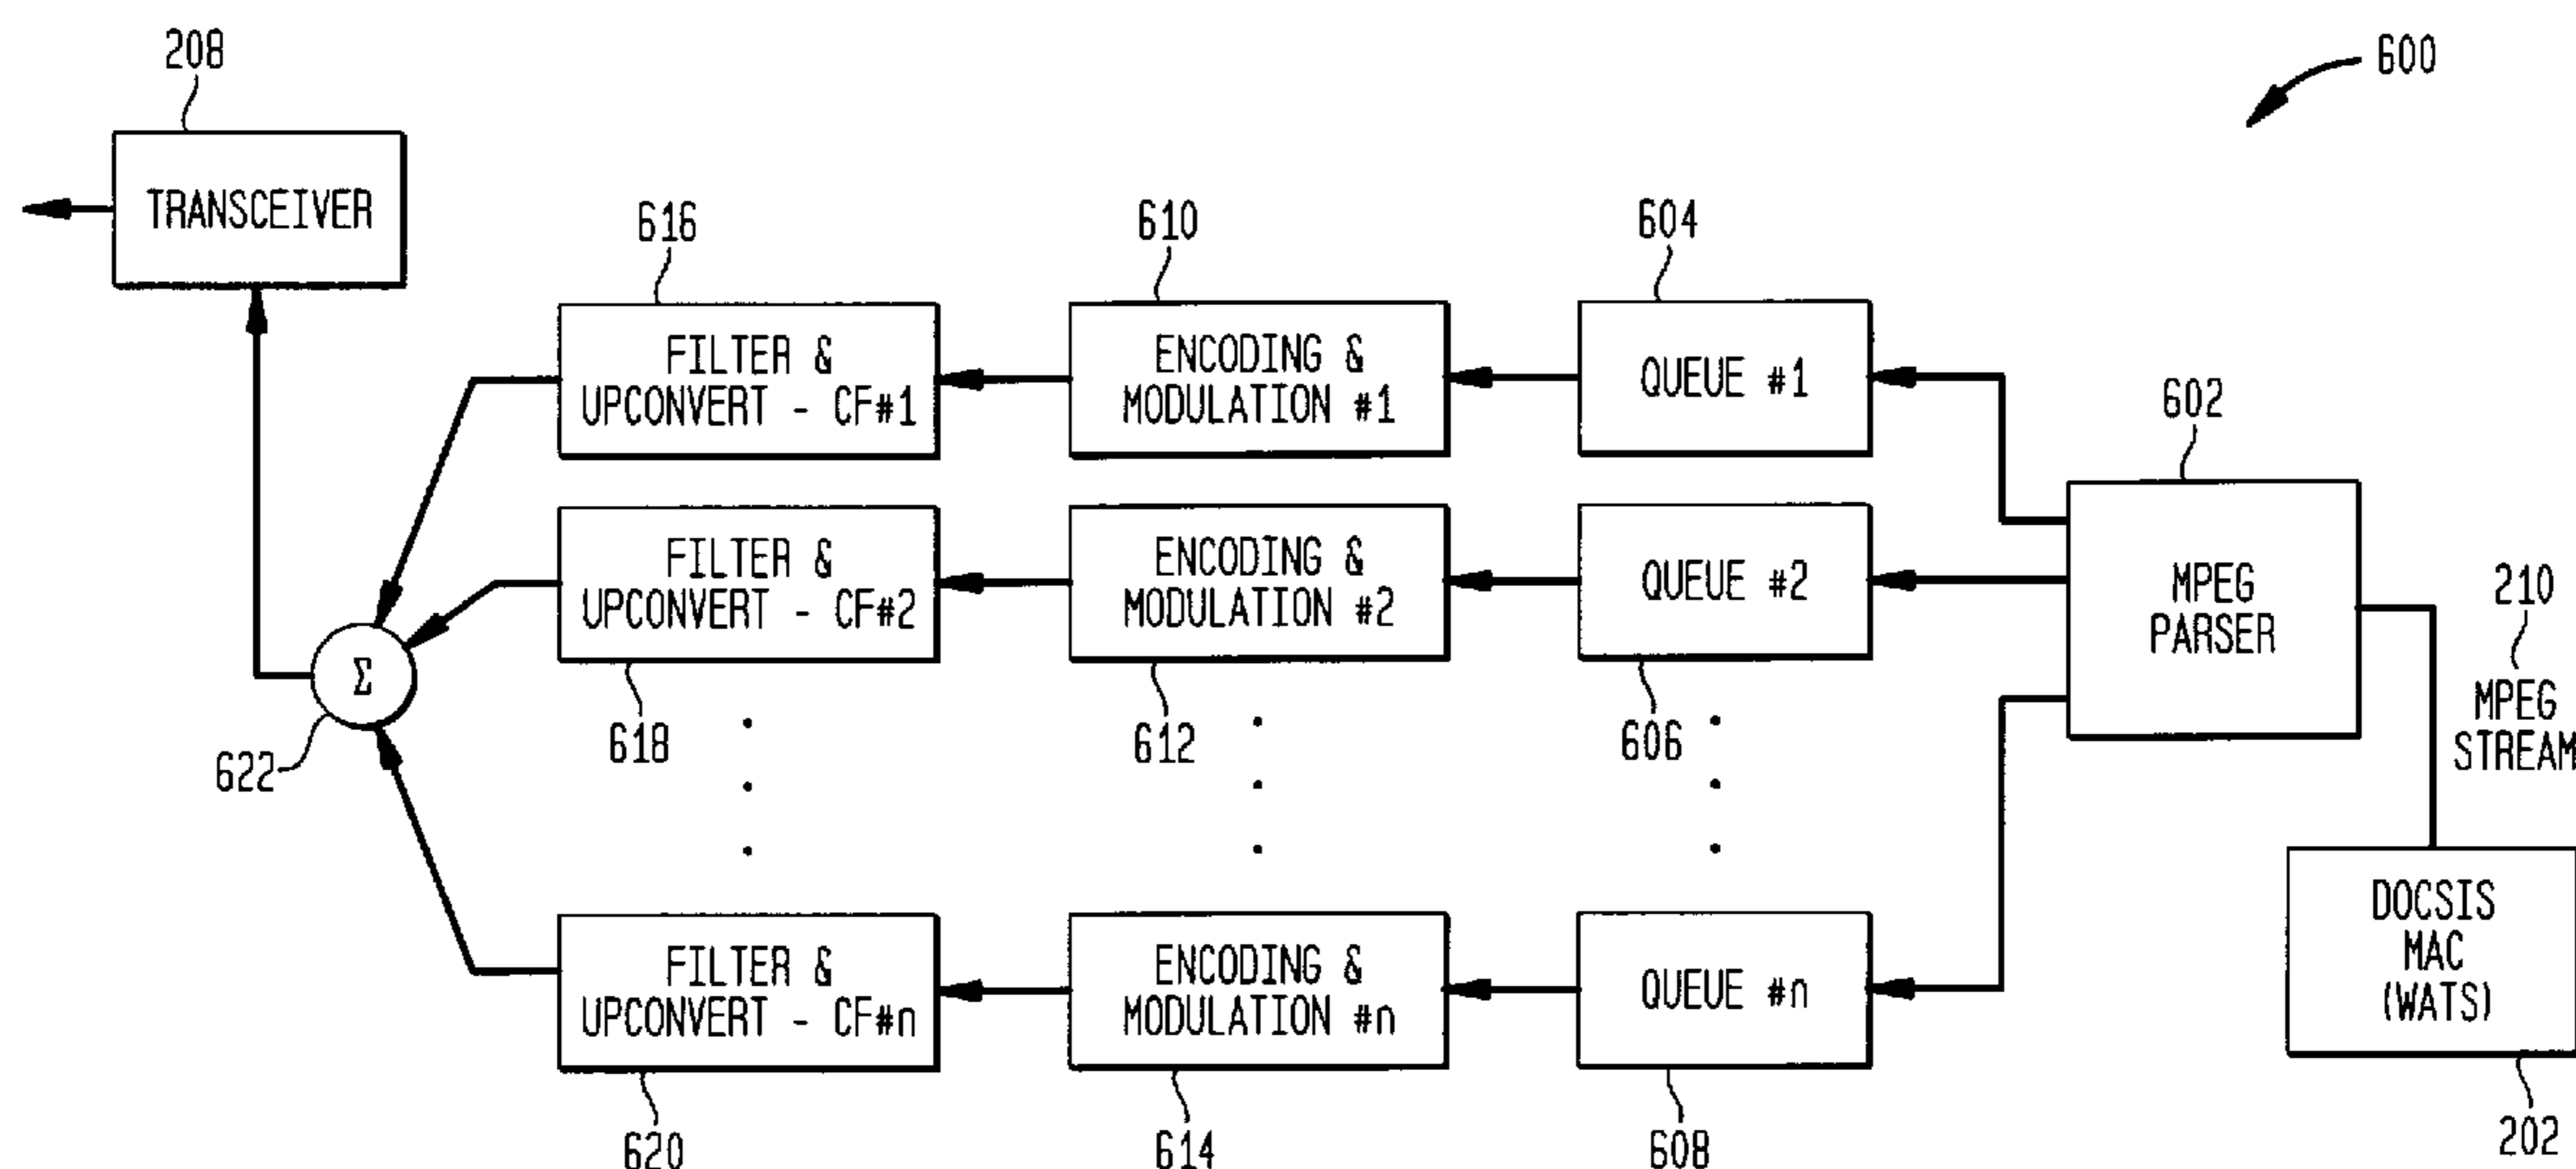 208
600
TRANSCEIVER
616
610
604
FILTER &
UPCONVERT - CF#1
ENCODING &
MODULATION #1
QUEUE #1
602
FILTER &
UPCONVERT - CF#2
ENCODING &
MODULATION #2
QUEUE #2
MPEG
PARSER
210
MPEG
STREAM
Σ
622
618
612
606
FILTER &
UPCONVERT - CF#n
ENCODING &
MODULATION #n
QUEUE #n
DOCSIS
MAC
(WATS)
620
614
608
202